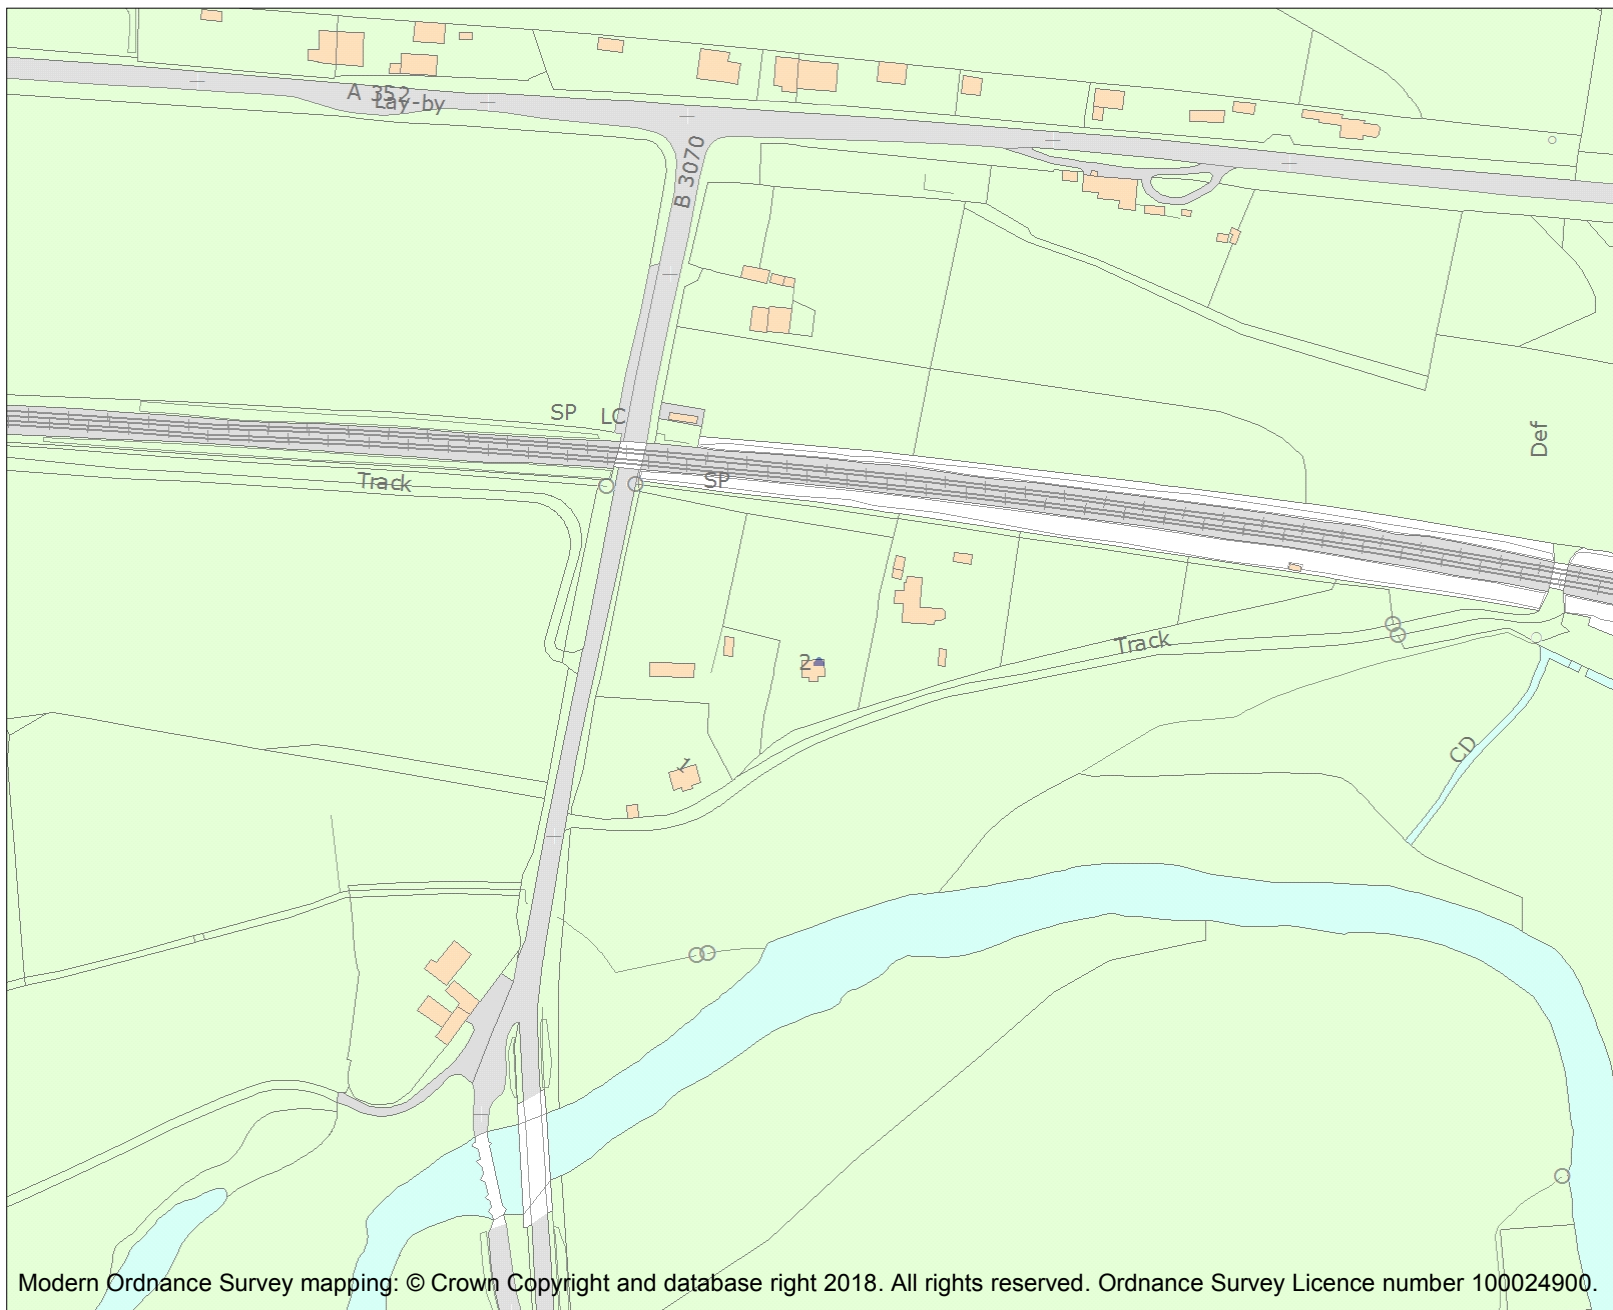 A 352
Lay-by
B 3070
SP
LC
Def
Track
SP
Track
2
CD
1
Modern Ordnance Survey mapping: © Crown Copyright and database right 2018. All rights reserved. Ordnance Survey Licence number 100024900.